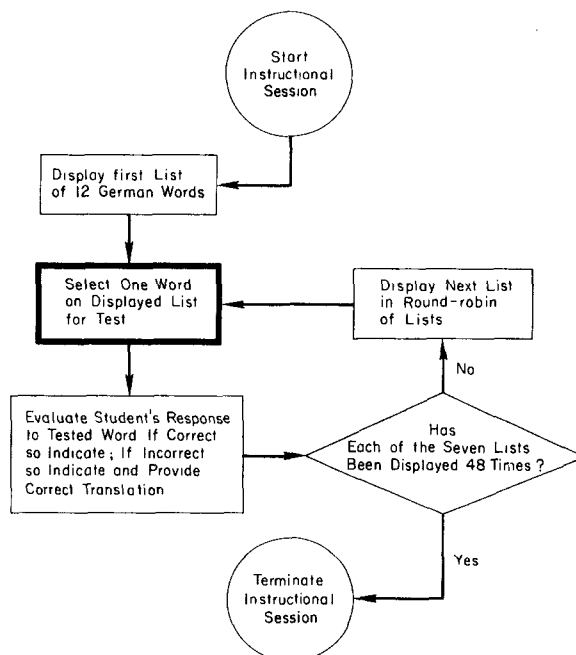 Start
Instructional
Session
Display first List
of 12 German Words
Select One Word
on Displayed List
for Test
Display Next List
in Round-robin
of Lists
Evaluate Student's Response
to Tested Word If Correct
so Indicate; If Incorrect
so Indicate and Provide
Correct Translation
No
Has
Each of the Seven Lists
Been Displayed 48 Times?
Yes
Terminate
Instructional
Session